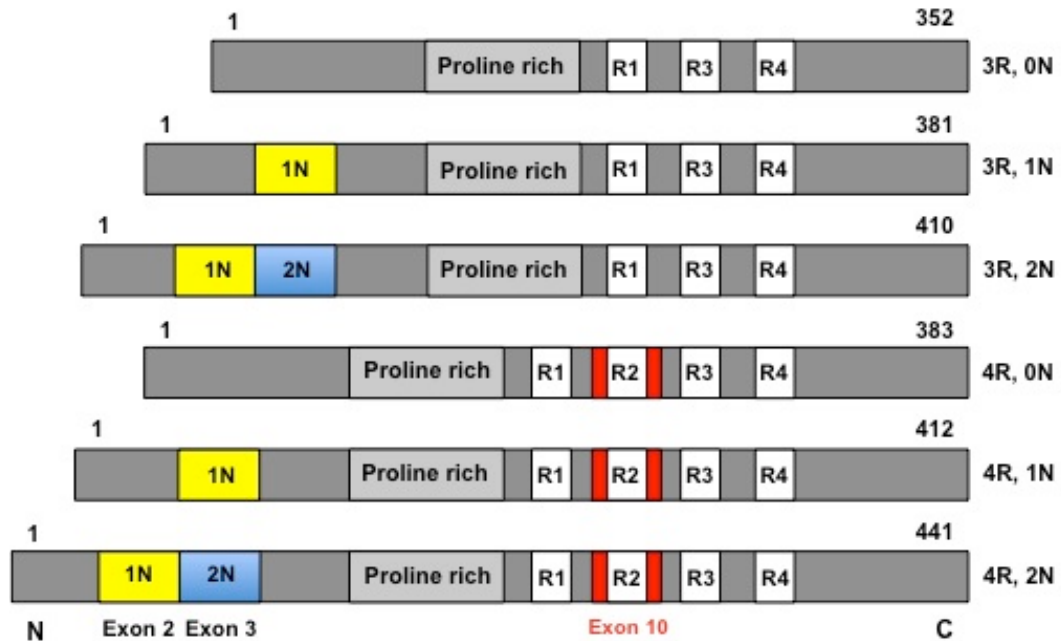 1 352
Proline rich R1 R3 R4 3R, 0N
1 381
1N Proline rich R1 R3 R4 3R, 1N
1 410
1N 2N Proline rich R1 R3 R4 3R, 2N
1 383
Proline rich R1 R2 R3 R4 4R, 0N
1 412
1N Proline rich R1 R2 R3 R4 4R, 1N
1 441
1N 2N Proline rich R1 R2 R3 R4 4R, 2N
N Exon 2 Exon 3 Exon 10 C